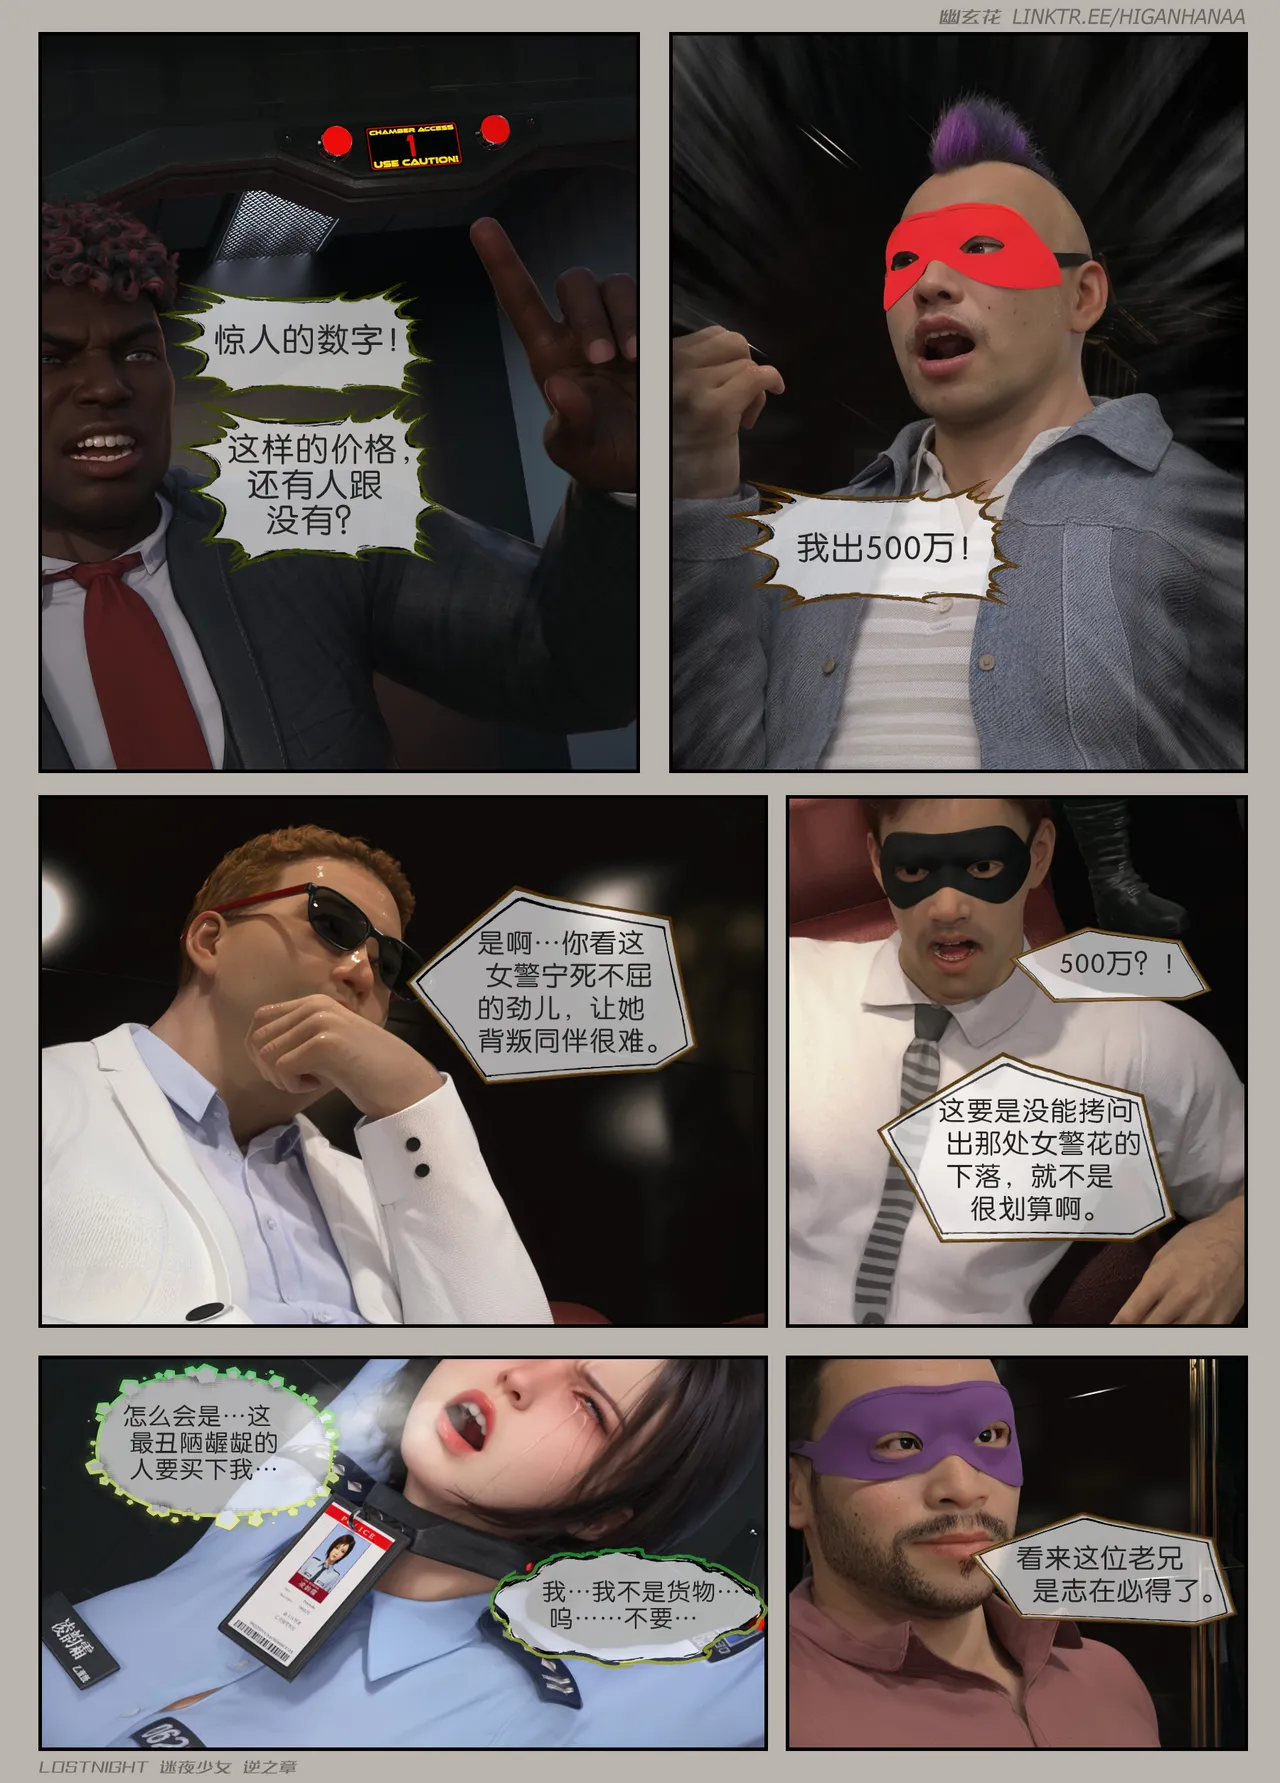 幽玄花 LINKTR.EE/HIGANHANAA
CHAMBER ACCESS
1
USE CAUTION!
惊人的数字！
这样的价格，
还有人跟
没有？
我出500万！
是啊…你看这
女警宁死不屈
的劲儿，让她
背叛同伴很难。
500万？！
这要是没能拷问
出那处女警花的
下落，就不是
很划算啊。
怎么会是…这
最丑陋龌龊的
人要买下我…
POLICE
凌韵霜
062
我…我不是货物…
呜……不要…
看来这位老兄
是志在必得了。
LOSTNIGHT 迷夜少女 逆之章